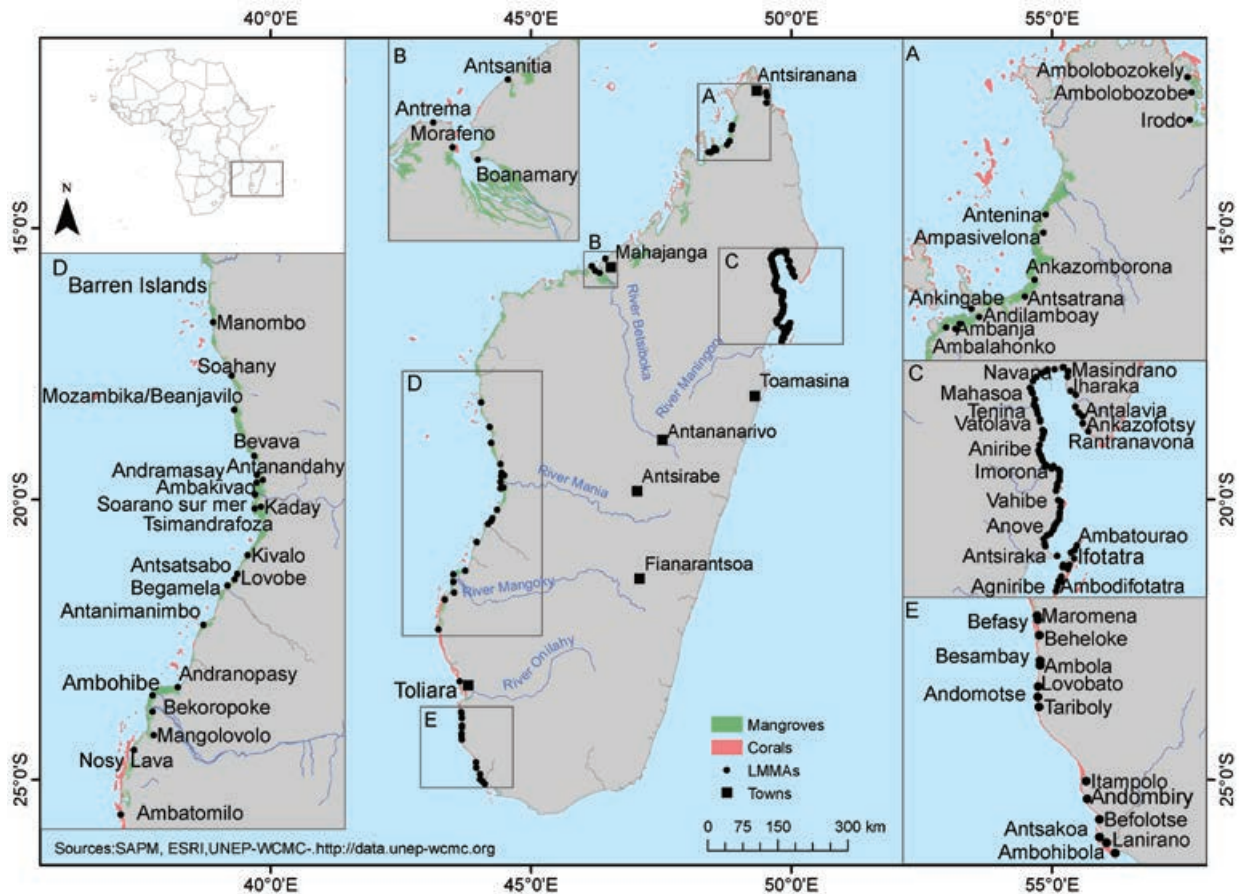 40°0'E
45°0'E
50°0'E
55°0'E
15°0'S
20°0'S
25°0'S
15°0'S
20°0'S
25°0'S
40°0'E
45°0'E
50°0'E
55°0'E
N
B
Antsanitia
Antrema
Morafeno
Boanamary
D
Barren Islands
Manombo
Soahany
Mozambika/Beanjavilo
Bevava
Andramasay
Antanandahy
Ambakivao
Soarano sur mer
Kaday
Tsimandrafoza
Kivalo
Antsatsabo
Lovobe
Begamela
Antanimanimbo
Andranopasy
Ambohibe
Bekoropoke
Mangolovolo
Nosy Lava
Ambatomilo
Sources:SAPM, ESRI,UNEP-WCMC-.http://data.unep-wcmc.org
A
Antsiranana
B
Mahajanga
C
River Betsiboka
River Maningory
Toamasina
D
Antananarivo
Antsirabe
River Mania
Fianarantsoa
River Mangoky
River Onilahy
Toliara
E
Mangroves
Corals
LMMAs
Towns
0 75 150 300 km
A
Ambolobozokely
Ambolobozobe
Irodo
Antenina
Ampasivelona
Ankazomborona
Ankingabe
Antsatrana
Andilamboay
Ambanja
Ambalahonko
C
Navana
Masindrano
Iharaka
Mahasoa
Tenina
Antalavia
Vatolava
Ankazofotsy
Rantranavona
Aniribe
Imorona
Vahibe
Anove
Ambatourao
Antsiraka
Ifotatra
Agniribe
Ambodifotatra
E
Maromena
Befasy
Beheloke
Besambay
Ambola
Lovobato
Andomotse
Tariboly
Itampolo
Andombiry
Befolotse
Antsakoa
Lanirano
Ambohibola